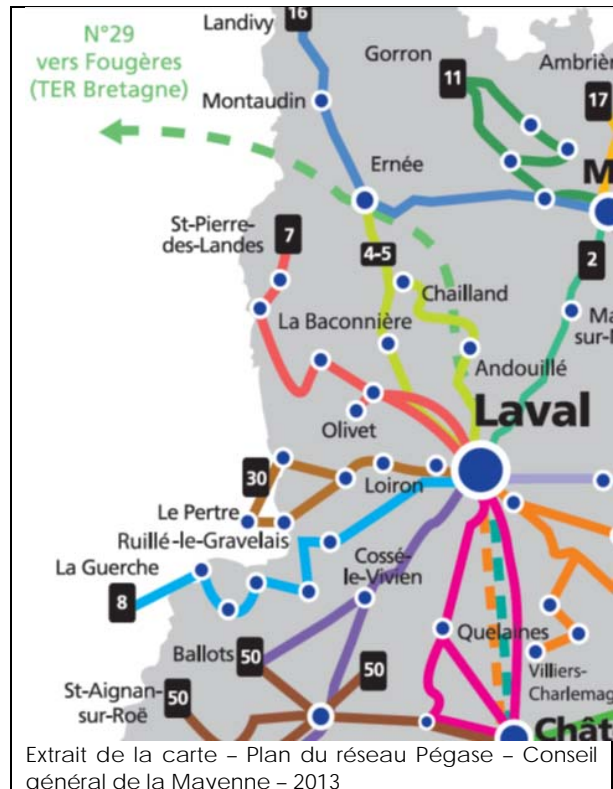 16
Landivy
N°29
vers Fougères
(TER Bretagne)
Gorron
Ambriè
11
17
Montaudin
Ernée
M
St-Pierre-
des-Landes
7
4-5
2
Chailland
La Baconnière
Ma
sur-
Andouillé
Laval
Olivet
30
Loiron
Le Pertre
Ruillé-le-Gravelais
La Guerche
Cossé-
le-Vivien
8
Quelaines
Ballots
50
50
St-Aignan-
sur-Roë
50
Villiers-
Charlemag
Chât
Extrait de la carte – Plan du réseau Pégase – Conseil
général de la Mayenne – 2013